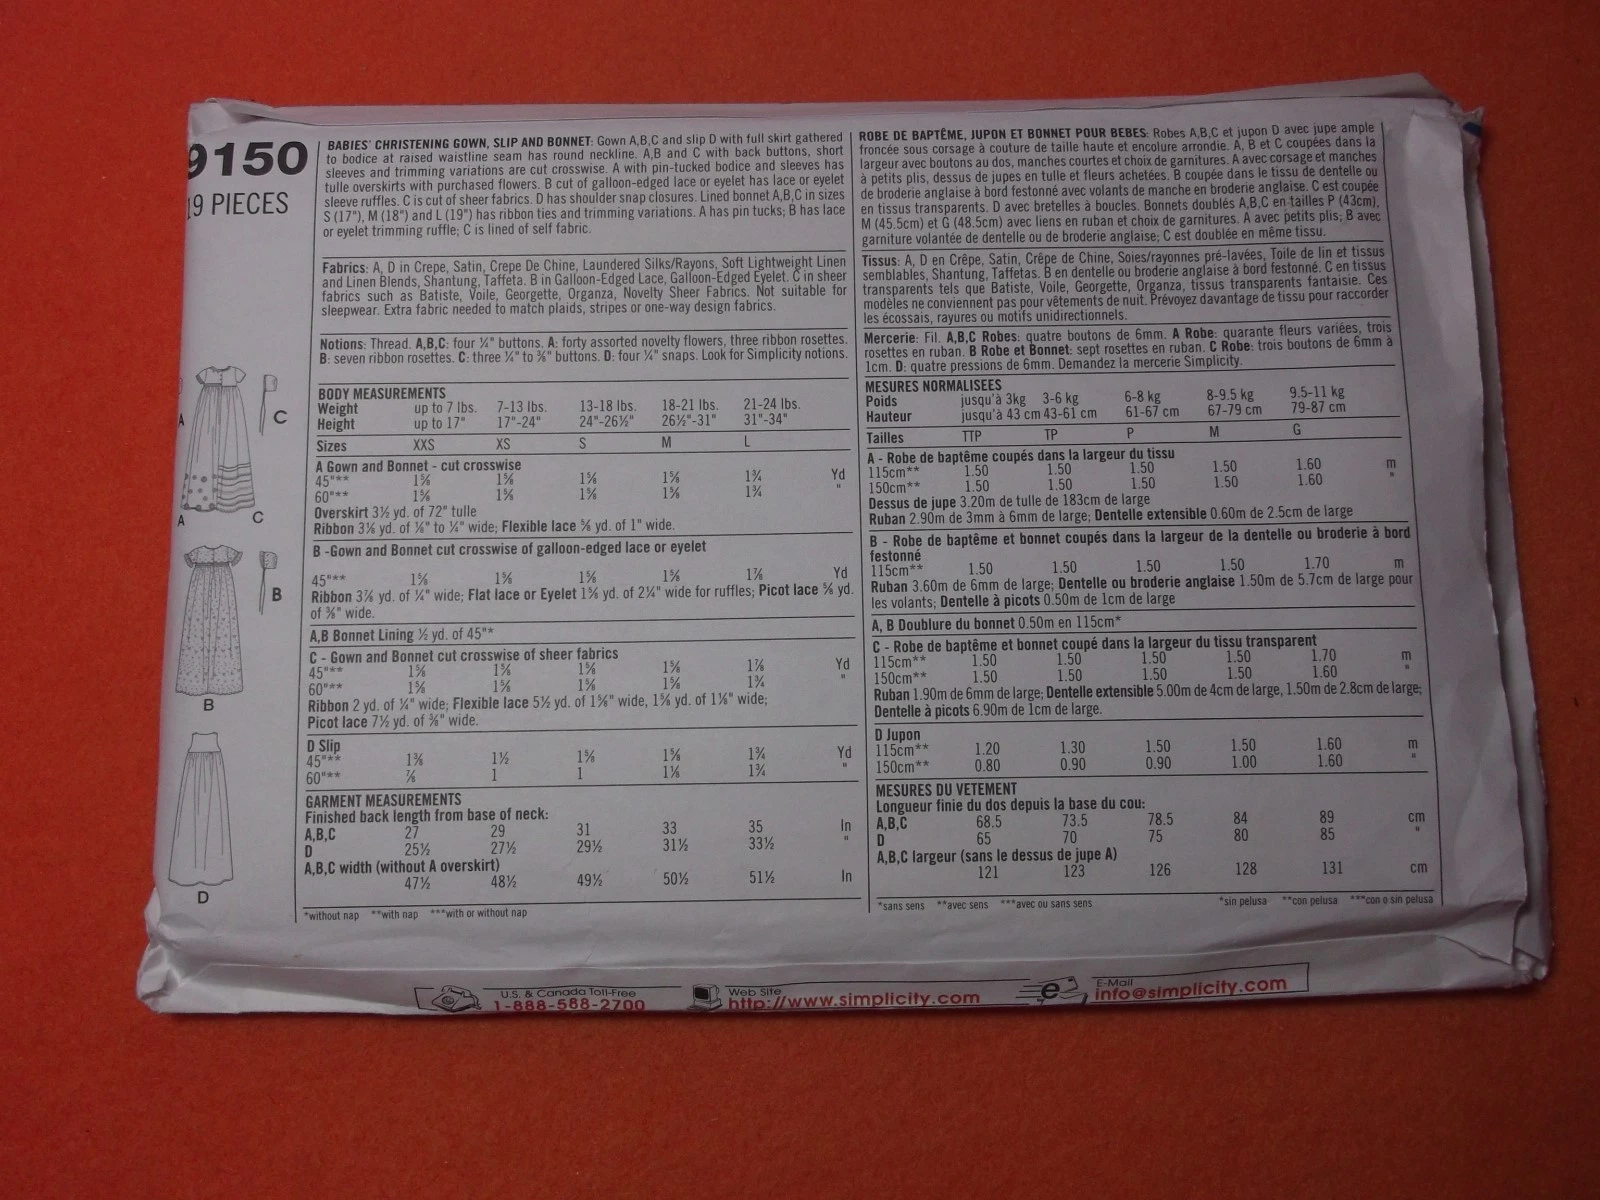 9150
19 PIECES
BABIES' CHRISTENING GOWN, SLIP AND BONNET: Gown A,B,C and slip D with full skirt gathered
to bodice at raised waistline seam has round neckline. A,B and C with back buttons, short
sleeves and trimming variations are cut crosswise. A with pin-tucked bodice and sleeves has
tulle overskirts with purchased flowers. B cut of galloon-edged lace or eyelet has lace or eyelet
sleeve ruffles. C is cut of sheer fabrics. D has shoulder snap closures. Lined bonnet A,B,C in sizes
S (17"), M (18") and L (19") has ribbon ties and trimming variations. A has pin tucks; B has lace
or eyelet trimming ruffle; C is lined of self fabric.
Fabrics: A, D in Crepe, Satin, Crepe De Chine, Laundered Silks/Rayons, Soft Lightweight Linen
and Linen Blends, Shantung, Taffeta. B in Galloon-Edged Lace, Galloon-Edged Eyelet. C in sheer
fabrics such as Batiste, Voile, Georgette, Organza, Novelty Sheer Fabrics. Not suitable for
sleepwear. Extra fabric needed to match plaids, stripes or one-way design fabrics.
Notions: Thread. A,B,C: four ¼" buttons. A: forty assorted novelty flowers, three ribbon rosettes.
B: seven ribbon rosettes. C: three ¼" to ⅜" buttons. D: four ¼" snaps. Look for Simplicity notions.
BODY MEASUREMENTS
Weight up to 7 lbs. 7-13 lbs. 13-18 lbs. 18-21 lbs. 21-24 lbs.
Height up to 17" 17"-24" 24"-26½" 26½"-31" 31"-34"
Sizes XXS XS S M L
A Gown and Bonnet - cut crosswise
45"** 1⅝ 1⅝ 1⅝ 1⅝ 1¾ Yd
60"** 1⅝ 1⅝ 1⅝ 1⅝ 1¾ "
Overskirt 3½ yd. of 72" tulle
Ribbon 3⅛ yd. of ⅛" to ¼" wide; Flexible lace ⅝ yd. of 1" wide.
B -Gown and Bonnet cut crosswise of galloon-edged lace or eyelet
45"** 1⅝ 1⅝ 1⅝ 1⅝ 1⅞ Yd
Ribbon 3⅞ yd. of ¼" wide; Flat lace or Eyelet 1⅝ yd. of 2¼" wide for ruffles; Picot lace ⅝ yd.
of ⅜" wide.
A,B Bonnet Lining ½ yd. of 45"*
C - Gown and Bonnet cut crosswise of sheer fabrics
45"** 1⅝ 1⅝ 1⅝ 1⅝ 1⅞ Yd
60"** 1⅝ 1⅝ 1⅝ 1⅝ 1¾ "
Ribbon 2 yd. of ¼" wide; Flexible lace 5½ yd. of 1⅝" wide, 1⅝ yd. of 1⅛" wide;
Picot lace 7½ yd. of ⅜" wide.
D Slip
45"** 1⅜ 1½ 1⅝ 1⅝ 1¾ Yd
60"** ⅞ 1 1 1⅛ 1¾ "
GARMENT MEASUREMENTS
Finished back length from base of neck:
A,B,C 27 29 31 33 35 In
D 25½ 27½ 29½ 31½ 33½ "
A,B,C width (without A overskirt)
47½ 48½ 49½ 50½ 51½ In
*without nap **with nap ***with or without nap
ROBE DE BAPTÊME, JUPON ET BONNET POUR BEBES: Robes A,B,C et jupon D avec jupe ample
froncée sous corsage à couture de taille haute et encolure arrondie. A, B et C coupées dans la
largeur avec boutons au dos, manches courtes et choix de garnitures. A avec corsage et manches
à petits plis, dessus de jupes en tulle et fleurs achetées. B coupée dans le tissu de dentelle ou
de broderie anglaise à bord festonné avec volants de manche en broderie anglaise. C est coupée
en tissus transparents. D avec bretelles à boucles. Bonnets doublés A,B,C en tailles P (43cm),
M (45.5cm) et G (48.5cm) avec liens en ruban et choix de garnitures. A avec petits plis; B avec
garniture volantée de dentelle ou de broderie anglaise; C est doublée en même tissu.
Tissus: A, D en Crêpe, Satin, Crêpe de Chine, Soies/rayonnes pré-lavées, Toile de lin et tissus
semblables, Shantung, Taffetas. B en dentelle ou broderie anglaise à bord festonné. C en tissus
transparents tels que Batiste, Voile, Georgette, Organza, tissus transparents fantaisie. Ces
modèles ne conviennent pas pour vêtements de nuit. Prévoyez davantage de tissu pour raccorder
les écossais, rayures ou motifs unidirectionnels.
Mercerie: Fil. A,B,C Robes: quatre boutons de 6mm. A Robe: quarante fleurs variées, trois
rosettes en ruban. B Robe et Bonnet: sept rosettes en ruban. C Robe: trois boutons de 6mm à
1cm. D: quatre pressions de 6mm. Demandez la mercerie Simplicity.
MESURES NORMALISEES
Poids jusqu'à 3kg 3-6 kg 6-8 kg 8-9.5 kg 9.5-11 kg
Hauteur jusqu'à 43 cm 43-61 cm 61-67 cm 67-79 cm 79-87 cm
Tailles TTP TP P M G
A - Robe de baptême coupés dans la largeur du tissu
115cm** 1.50 1.50 1.50 1.50 1.60 m
150cm** 1.50 1.50 1.50 1.50 1.60 "
Dessus de jupe 3.20m de tulle de 183cm de large
Ruban 2.90m de 3mm à 6mm de large; Dentelle extensible 0.60m de 2.5cm de large
B - Robe de baptême et bonnet coupés dans la largeur de la dentelle ou broderie à bord
festonné
115cm** 1.50 1.50 1.50 1.50 1.70 m
Ruban 3.60m de 6mm de large; Dentelle ou broderie anglaise 1.50m de 5.7cm de large pour
les volants; Dentelle à picots 0.50m de 1cm de large
A, B Doublure du bonnet 0.50m en 115cm*
C - Robe de baptême et bonnet coupé dans la largeur du tissu transparent
115cm** 1.50 1.50 1.50 1.50 1.70 m
150cm** 1.50 1.50 1.50 1.50 1.60 "
Ruban 1.90m de 6mm de large; Dentelle extensible 5.00m de 4cm de large, 1.50m de 2.8cm de large;
Dentelle à picots 6.90m de 1cm de large.
D Jupon
115cm** 1.20 1.30 1.50 1.50 1.60 m
150cm** 0.80 0.90 0.90 1.00 1.60 "
MESURES DU VETEMENT
Longueur finie du dos depuis la base du cou:
A,B,C 68.5 73.5 78.5 84 89 cm
D 65 70 75 80 85 "
A,B,C largeur (sans le dessus de jupe A)
121 123 126 128 131 cm
*sans sens **avec sens ***avec ou sans sens *sin pelusa **con pelusa ***con o sin pelusa
A C
A C
B
B
D
U.S. & Canada Toll-Free
1-888-588-2700
Web Site
http://www.simplicity.com
E-Mail
info@simplicity.com